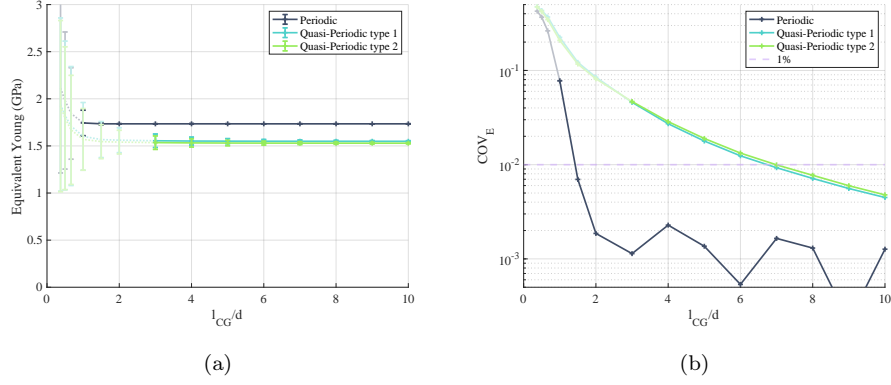 3
2.5
2
1.5
1
0.5
0
Equivalent Young (GPa)
Periodic
Quasi-Periodic type 1
Quasi-Periodic type 2
0 2 4 6 8 10
l_CG/d
(a)
10^-1
10^-2
10^-3
COV_E
Periodic
Quasi-Periodic type 1
Quasi-Periodic type 2
1%
0 2 4 6 8 10
l_CG/d
(b)